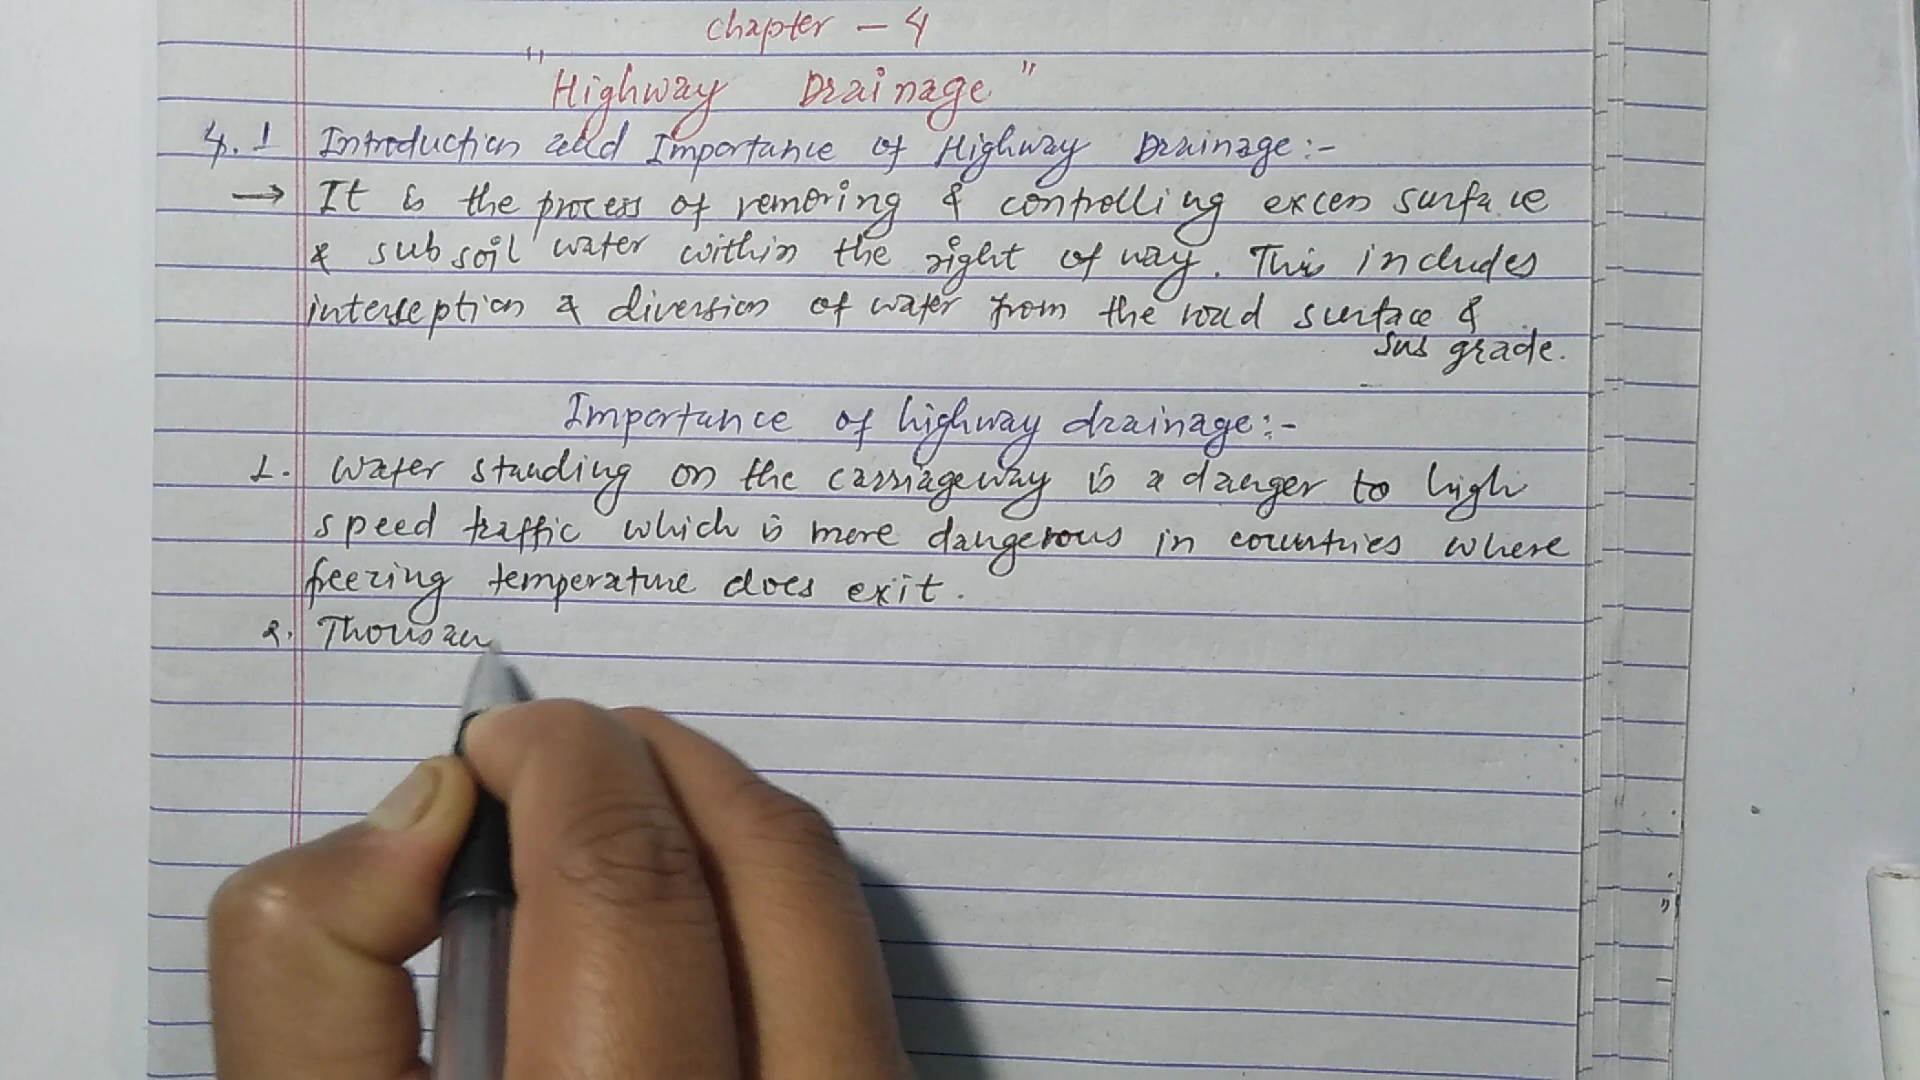 chapter - 4
" Highway Drainage "
4.1 Introduction and Importance of Highway Drainage :-
→ It is the process of removing & controlling excess surface
& sub soil water within the right of way. This includes
interseption & diversion of water from the road surface &
sub grade.
Importance of highway drainage :-
1. Water standing on the carriageway is a danger to high
speed traffic which is more dangerous in countries where
freezing temperature does exit.
2. Thousan